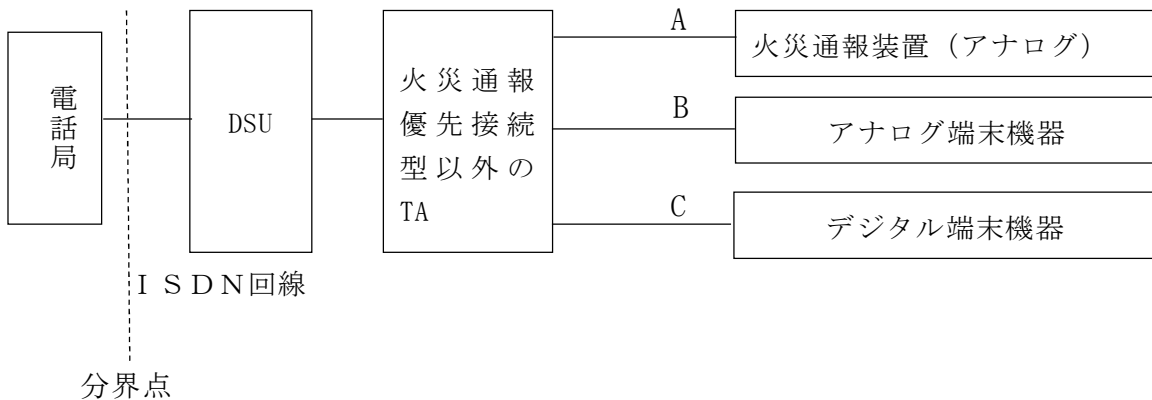 電話局
DSU
火災通報
優先接続
型以外の
TA
A
火災通報装置（アナログ）
B
アナログ端末機器
C
デジタル端末機器
ＩＳＤＮ回線
分界点